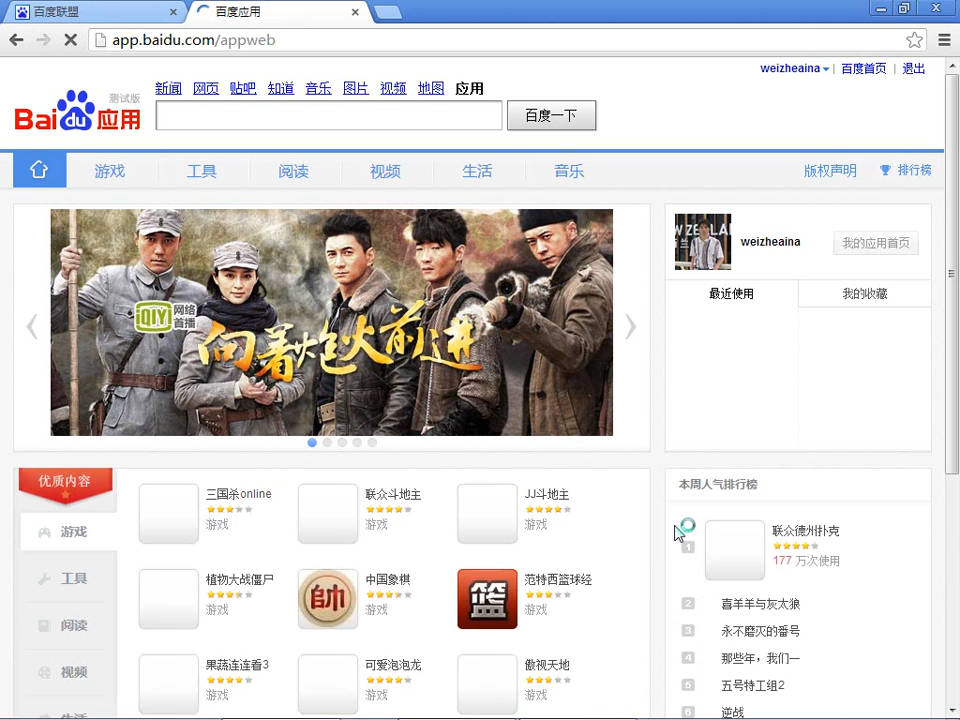 百度联盟
百度应用
app.baidu.com/appweb
weizheaina 百度首页 退出
新闻 网页 贴吧 知道 音乐 图片 视频 地图 应用
Bai du 应用 测试版
百度一下
游戏 工具 阅读 视频 生活 音乐 版权声明 排行榜
iQIYI 网络首播
向着炮火前进
weizheaina 我的应用首页
最近使用 我的收藏
优质内容
游戏
工具
阅读
视频
生活
三国杀online
游戏
联众斗地主
游戏
JJ斗地主
游戏
植物大战僵尸
游戏
帥
中国象棋
游戏
篮
范特西篮球经
游戏
果蔬连连看3
游戏
可爱泡泡龙
游戏
傲视天地
游戏
本周人气排行榜
1 联众德州扑克
177 万次使用
2 喜羊羊与灰太狼
3 永不磨灭的番号
4 那些年，我们一
5 五号特工组2
6 逆战